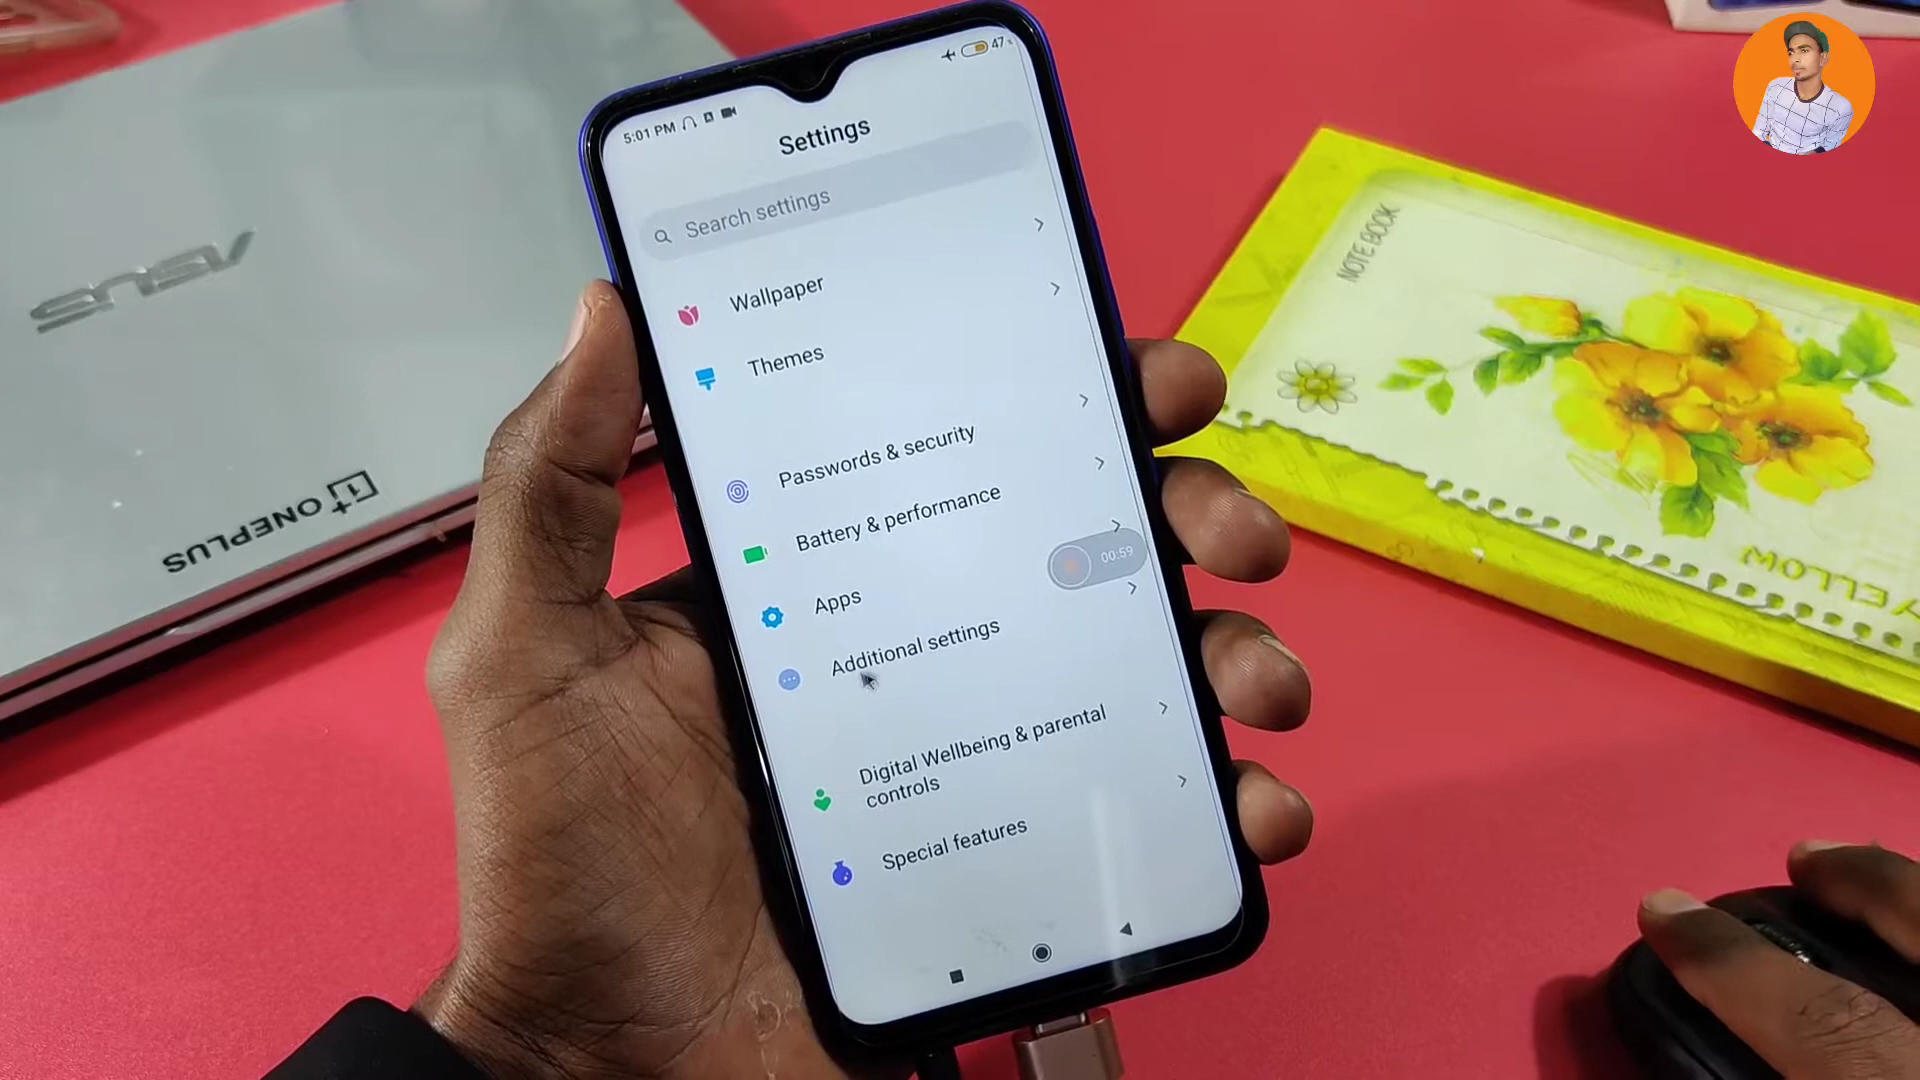 5:01 PM
47
Settings
Search settings
Wallpaper
Themes
Passwords & security
Battery & performance
00:59
Apps
Additional settings
Digital Wellbeing & parental
controls
Special features
ASUS
ONEPLUS
NOTE BOOK
YELLOW